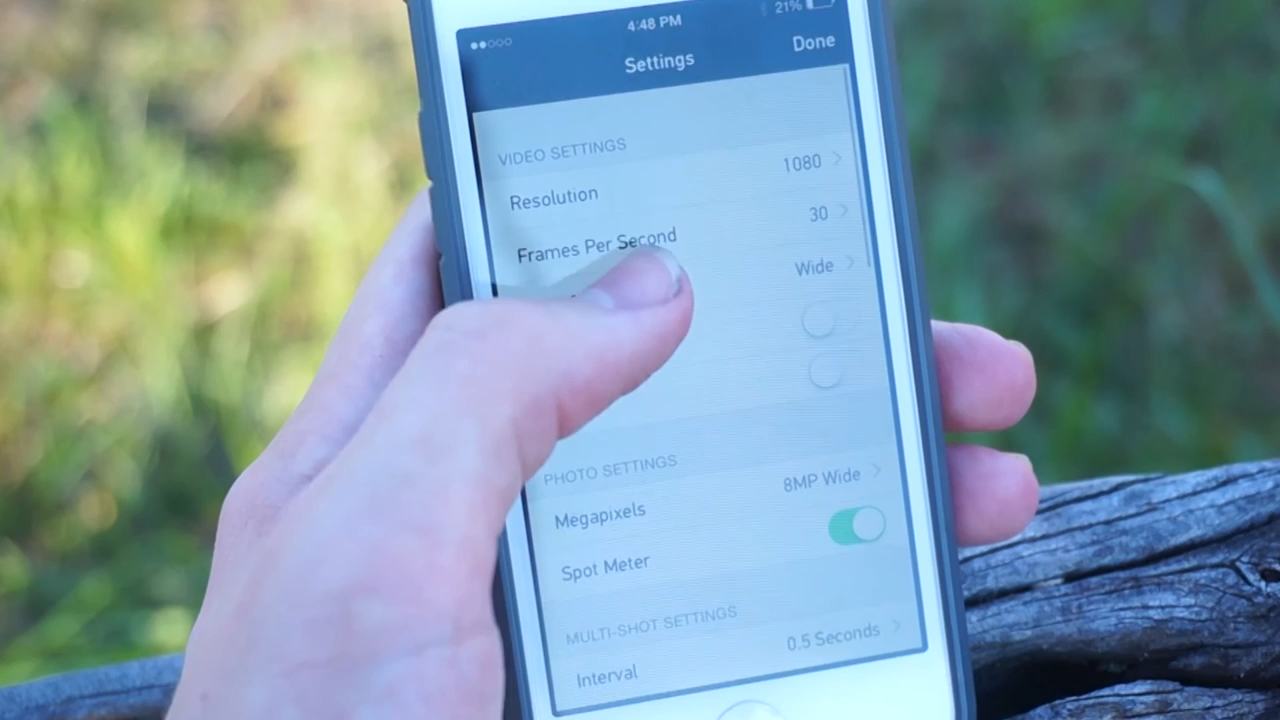 4:48 PM 21%
Settings Done
VIDEO SETTINGS
Resolution 1080
Frames Per Second 30
Wide
PHOTO SETTINGS
Megapixels 8MP Wide
Spot Meter
MULTI-SHOT SETTINGS
Interval 0.5 Seconds